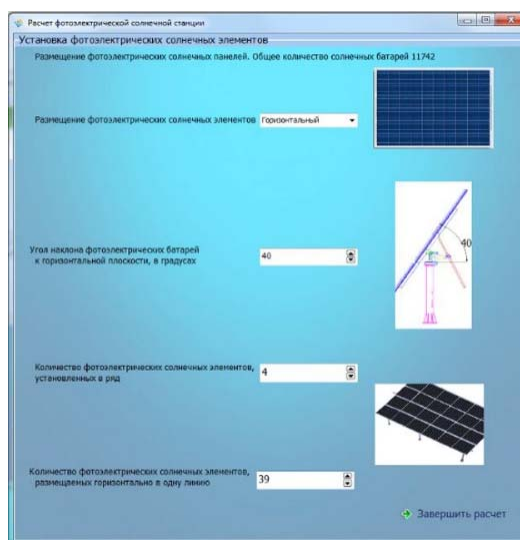 Расчет фотоэлектрической солнечной станции
Установка фотоэлектрических солнечных элементов
Размещение фотоэлектрических солнечных панелей. Общее количество солнечных батарей 11742
Размещение фотоэлектрических солнечных элементов Горизонтальный
40
Угол наклона фотоэлектрических батарей
к горизонтальной плоскости, в градусах
40
Количество фотоэлектрических солнечных элементов,
установленных в ряд
4
Количество фотоэлектрических солнечных элементов,
размещаемых горизонтально в одну линию
39
Завершить расчет